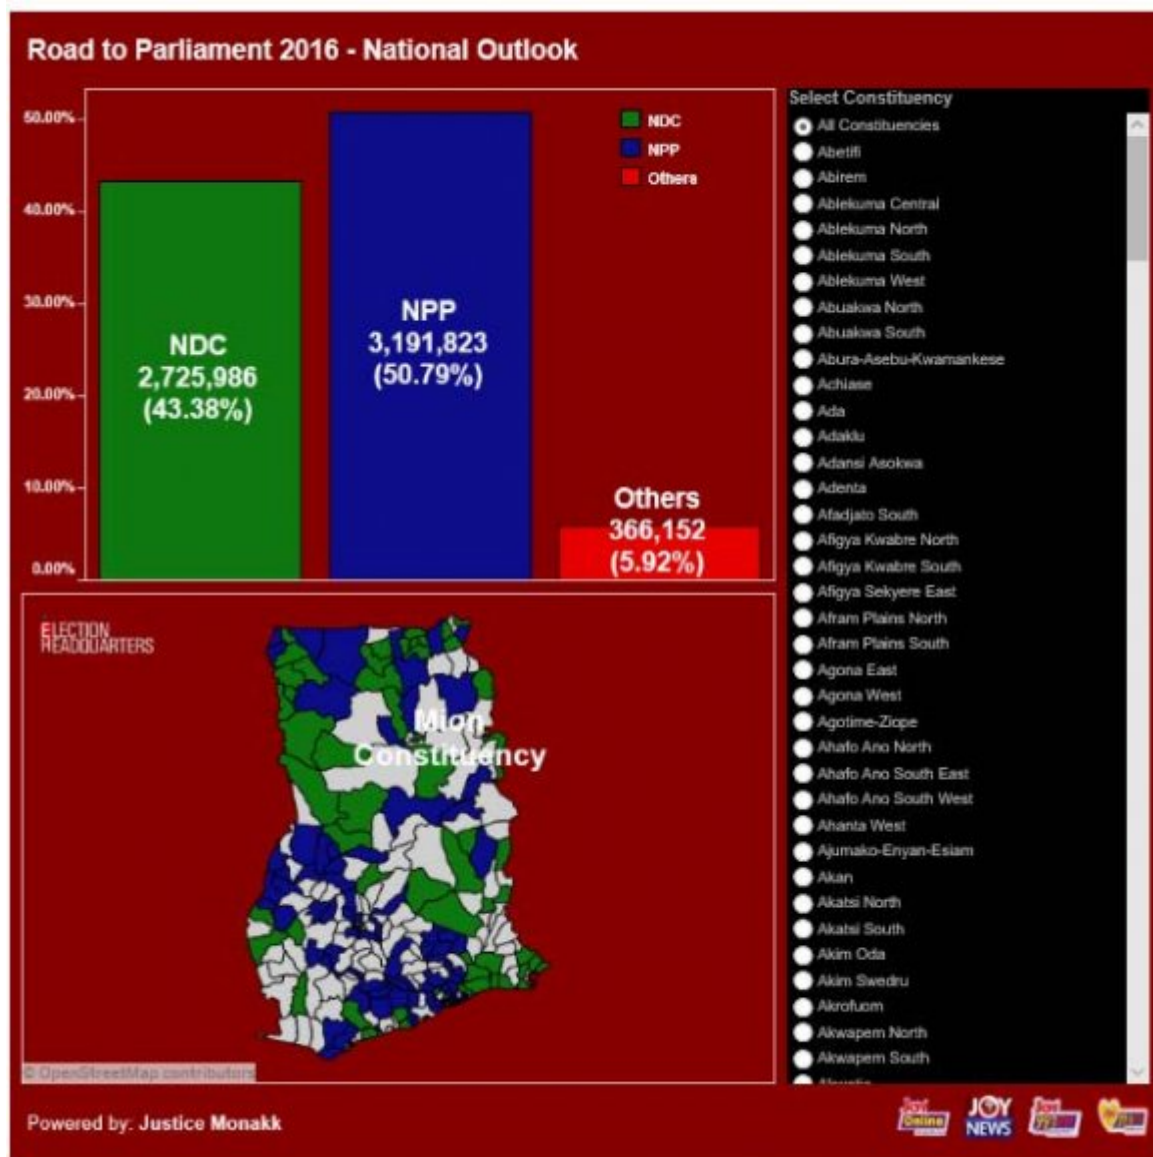 Road to Parliament 2016 - National Outlook
50.00%
40.00%
30.00%
20.00%
10.00%
0.00%
NDC
NPP
Others
NDC
2,725,986
(43.38%)
NPP
3,191,823
(50.79%)
Others
366,152
(5.92%)
ELECTION
HEADQUARTERS
Mion
Constituency
© OpenStreetMap contributors
Select Constituency
All Constituencies
Abetifi
Abirem
Ablekuma Central
Ablekuma North
Ablekuma South
Ablekuma West
Abuakwa North
Abuakwa South
Abura-Asebu-Kwamankese
Achiase
Ada
Adaklu
Adansi Asokwa
Adenta
Afadjato South
Afigya Kwabre North
Afigya Kwabre South
Afigya Sekyere East
Afram Plains North
Afram Plains South
Agona East
Agona West
Agotime-Ziope
Ahafo Ano North
Ahafo Ano South East
Ahafo Ano South West
Ahanta West
Ajumako-Enyan-Esiam
Akan
Akatsi North
Akatsi South
Akim Oda
Akim Swedru
Akrofuom
Akwapem North
Akwapem South
Powered by: Justice Monakk
Joy
Online
JOY
NEWS
Joy